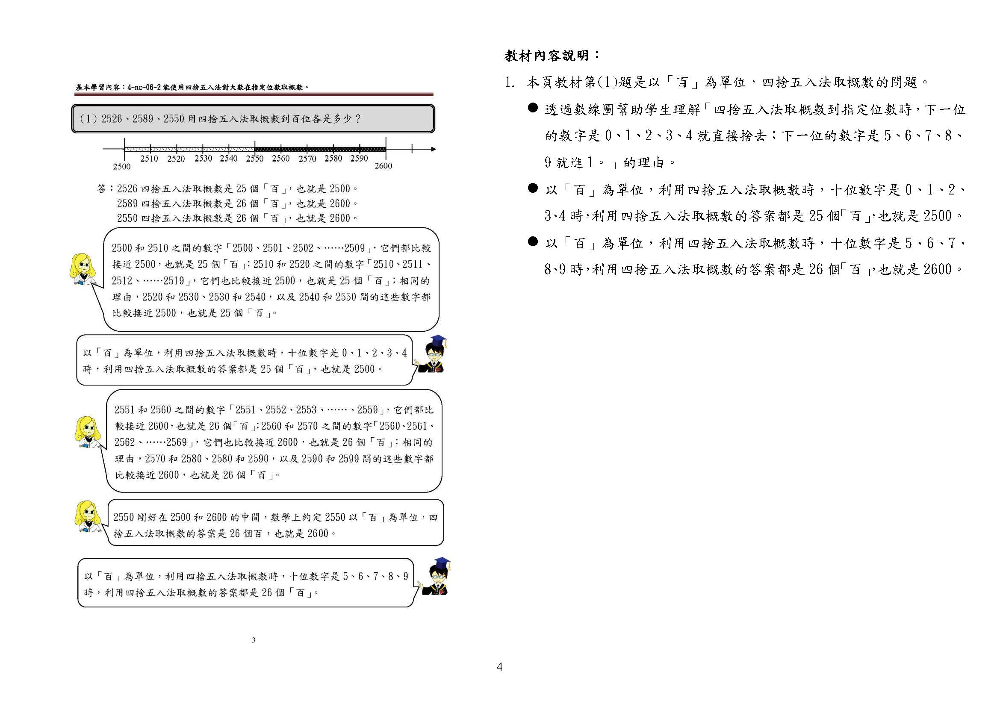 基本學習內容：4-nc-06-2 能使用四捨五入法對大數在指定位數取概數。
（1）2526、2589、2550 用四捨五入法取概數到百位各是多少？
2500 2510 2520 2530 2540 2550 2560 2570 2580 2590 2600
答：2526 四捨五入法取概數是 25 個「百」，也就是 2500。
2589 四捨五入法取概數是 26 個「百」，也就是 2600。
2550 四捨五入法取概數是 26 個「百」，也就是 2600。
2500 和 2510 之間的數字「2500、2501、2502、……2509」，它們都比較
接近 2500，也就是 25 個「百」；2510 和 2520 之間的數字「2510、2511、
2512、……2519」，它們也比較接近 2500，也就是 25 個「百」；相同的
理由，2520 和 2530、2530 和 2540，以及 2540 和 2550 間的這些數字都
比較接近 2500，也就是 25 個「百」。
以「百」為單位，利用四捨五入法取概數時，十位數字是 0、1、2、3、4
時，利用四捨五入法取概數的答案都是 25 個「百」，也就是 2500。
2551 和 2560 之間的數字「2551、2552、2553、……、2559」，它們都比
較接近 2600，也就是 26 個「百」；2560 和 2570 之間的數字「2560、2561、
2562、……2569」，它們也比較接近 2600，也就是 26 個「百」；相同的
理由，2570 和 2580、2580 和 2590，以及 2590 和 2599 間的這些數字都
比較接近 2600，也就是 26 個「百」。
2550 剛好在 2500 和 2600 的中間，數學上約定 2550 以「百」為單位，四
捨五入法取概數的答案是 26 個百，也就是 2600。
以「百」為單位，利用四捨五入法取概數時，十位數字是 5、6、7、8、9
時，利用四捨五入法取概數的答案都是 26 個「百」。
3
教材內容說明：
1. 本頁教材第(1)題是以「百」為單位，四捨五入法取概數的問題。
● 透過數線圖幫助學生理解「四捨五入法取概數到指定位數時，下一位
的數字是 0、1、2、3、4 就直接捨去；下一位的數字是 5、6、7、8、
9 就進 1。」的理由。
● 以「百」為單位，利用四捨五入法取概數時，十位數字是 0、1、2、
3、4 時，利用四捨五入法取概數的答案都是 25 個「百」，也就是 2500。
● 以「百」為單位，利用四捨五入法取概數時，十位數字是 5、6、7、
8、9 時，利用四捨五入法取概數的答案都是 26 個「百」，也就是 2600。
4